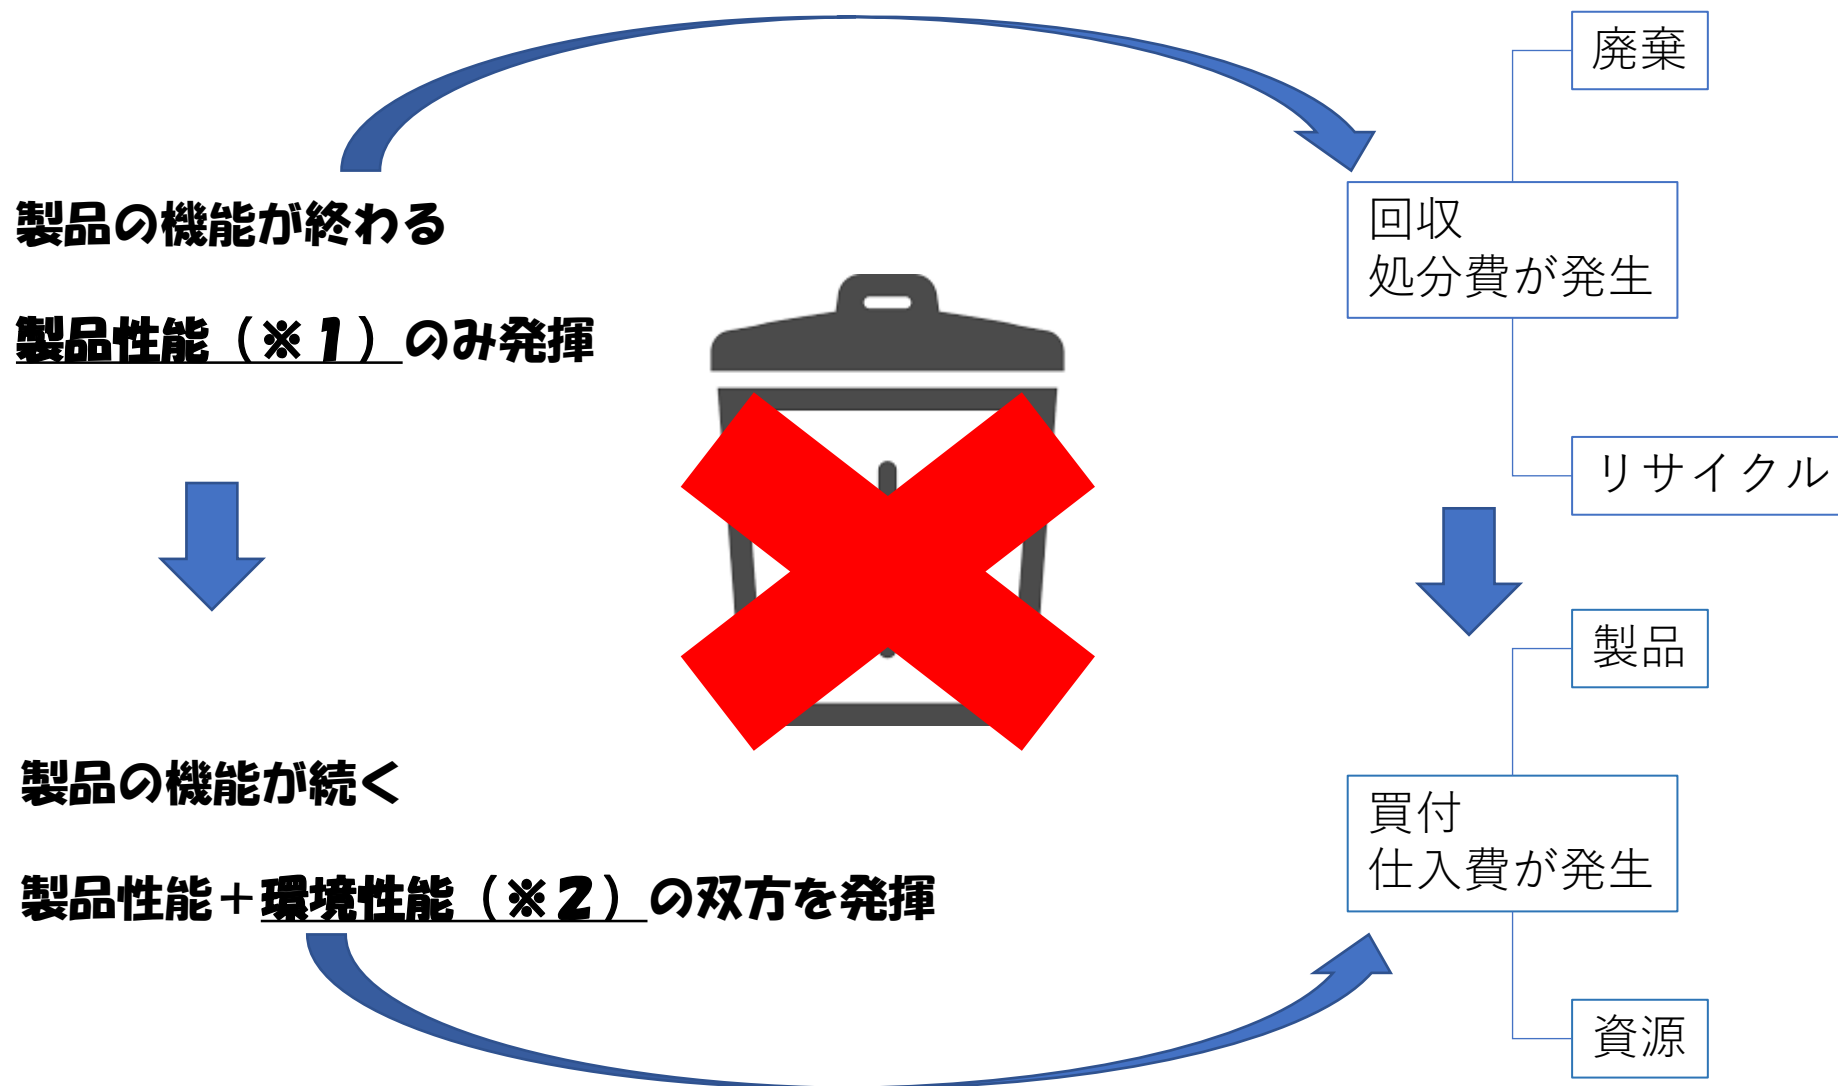 廃棄
製品の機能が終わる
回収
処分費が発生
製品性能（※１）のみ発揮
リサイクル
製品
製品の機能が続く
買付
仕入費が発生
製品性能＋環境性能（※２）の双方を発揮
資源